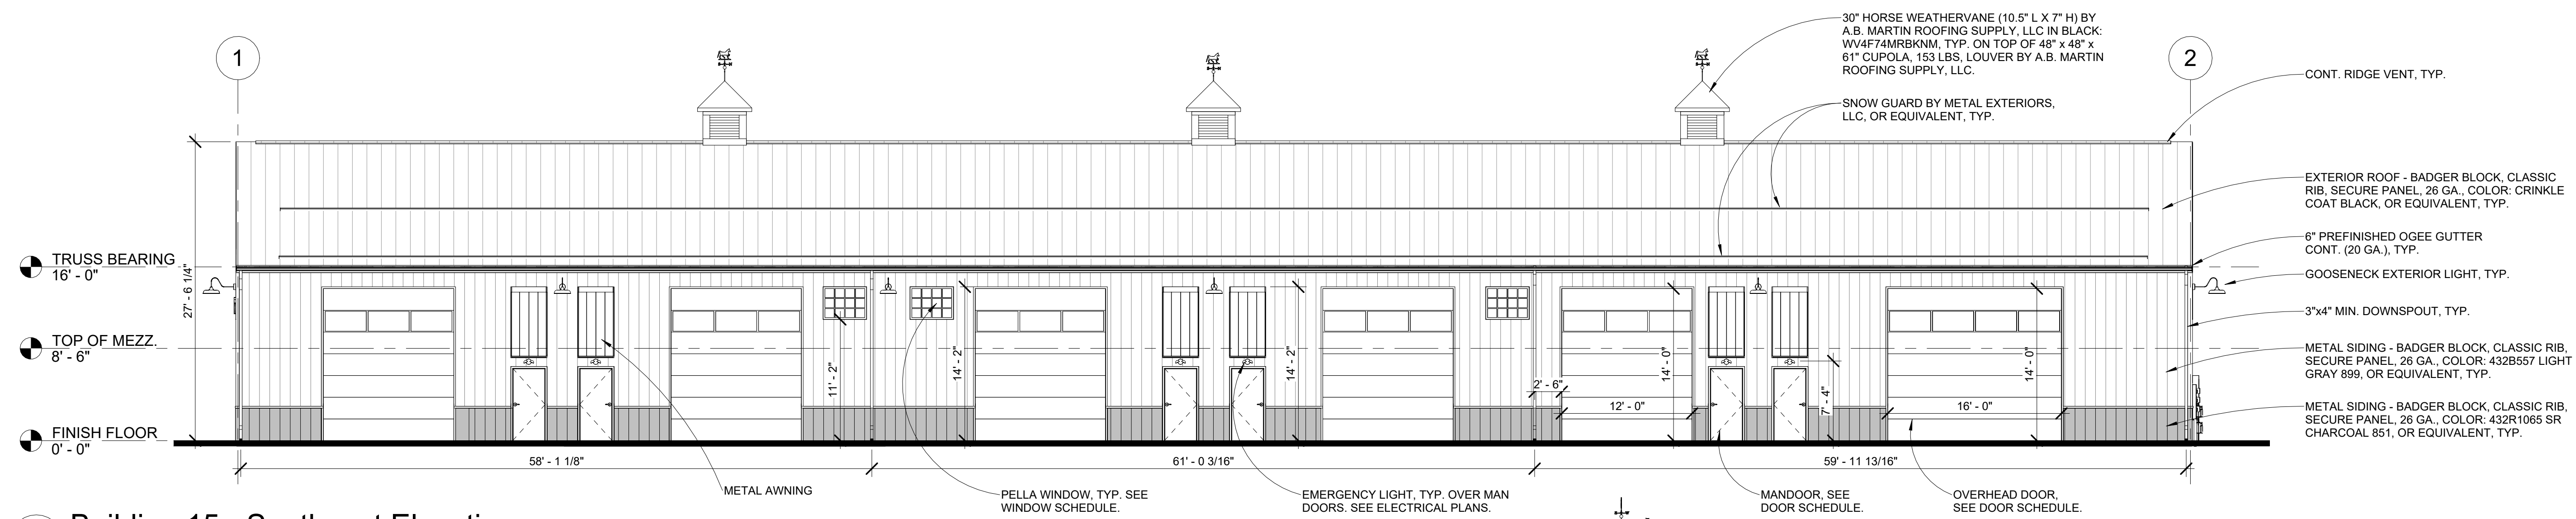 1
2
30" HORSE WEATHERVANE (10.5" L X 7" H) BY
A.B. MARTIN ROOFING SUPPLY, LLC IN BLACK:
WV4F74MRBKNM, TYP. ON TOP OF 48" x 48" x
61" CUPOLA, 153 LBS, LOUVER BY A.B. MARTIN
ROOFING SUPPLY, LLC.
SNOW GUARD BY METAL EXTERIORS,
LLC, OR EQUIVALENT, TYP.
CONT. RIDGE VENT, TYP.
EXTERIOR ROOF - BADGER BLOCK, CLASSIC
RIB, SECURE PANEL, 26 GA., COLOR: CRINKLE
COAT BLACK, OR EQUIVALENT, TYP.
6" PREFINISHED OGEE GUTTER
CONT. (20 GA.), TYP.
GOOSENECK EXTERIOR LIGHT, TYP.
3"x4" MIN. DOWNSPOUT, TYP.
METAL SIDING - BADGER BLOCK, CLASSIC RIB,
SECURE PANEL, 26 GA., COLOR: 432B557 LIGHT
GRAY 899, OR EQUIVALENT, TYP.
METAL SIDING - BADGER BLOCK, CLASSIC RIB,
SECURE PANEL, 26 GA., COLOR: 432R1065 SR
CHARCOAL 851, OR EQUIVALENT, TYP.
TRUSS BEARING
16' - 0"
TOP OF MEZZ.
8' - 6"
FINISH FLOOR
0' - 0"
27' - 6 1/4"
11' - 2"
14' - 2"
14' - 2"
2' - 6"
12' - 0"
14' - 0"
7' - 4"
16' - 0"
14' - 0"
58' - 1 1/8"
61' - 0 3/16"
59' - 11 13/16"
METAL AWNING
PELLA WINDOW, TYP. SEE
WINDOW SCHEDULE.
EMERGENCY LIGHT, TYP. OVER MAN
DOORS. SEE ELECTRICAL PLANS.
MANDOOR, SEE
DOOR SCHEDULE.
OVERHEAD DOOR,
SEE DOOR SCHEDULE.